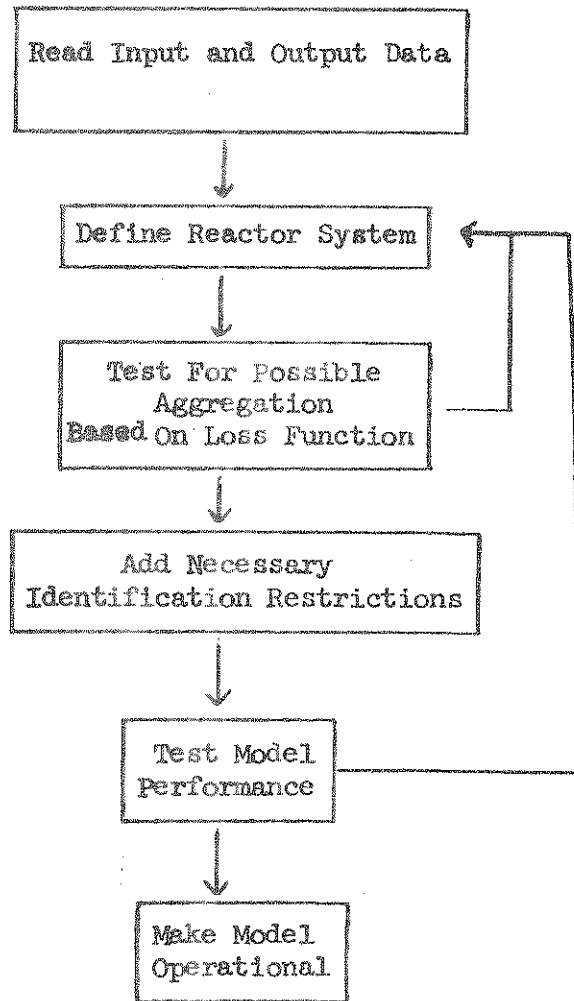 Read Input and Output Data
Define Reactor System
Test For Possible
Aggregation
Based On Loss Function
Add Necessary
Identification Restrictions
Test Model
Performance
Make Model
Operational